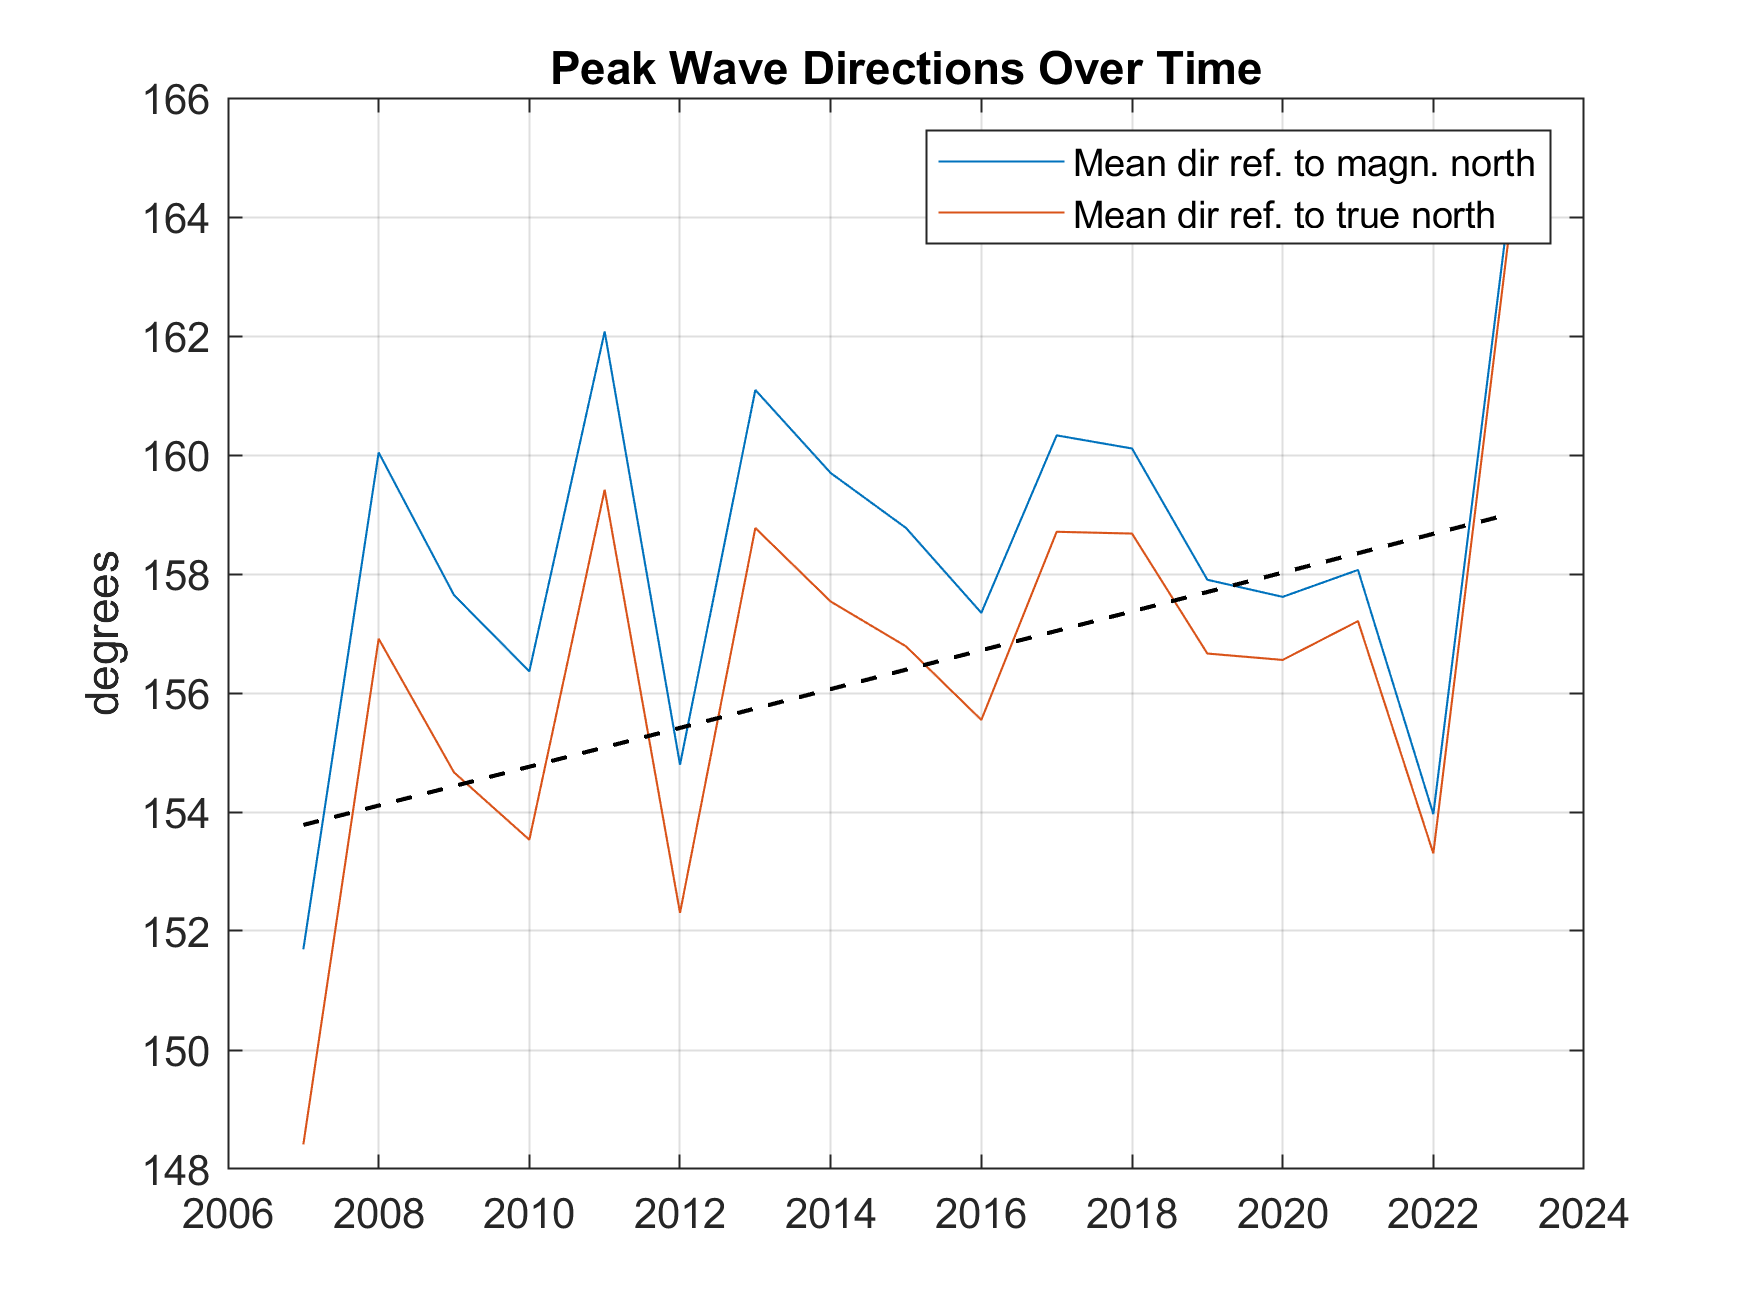 Peak Wave Directions Over Time
Mean dir ref. to magn. north
Mean dir ref. to true north
degrees
166
164
162
160
158
156
154
152
150
148
2006 2008 2010 2012 2014 2016 2018 2020 2022 2024